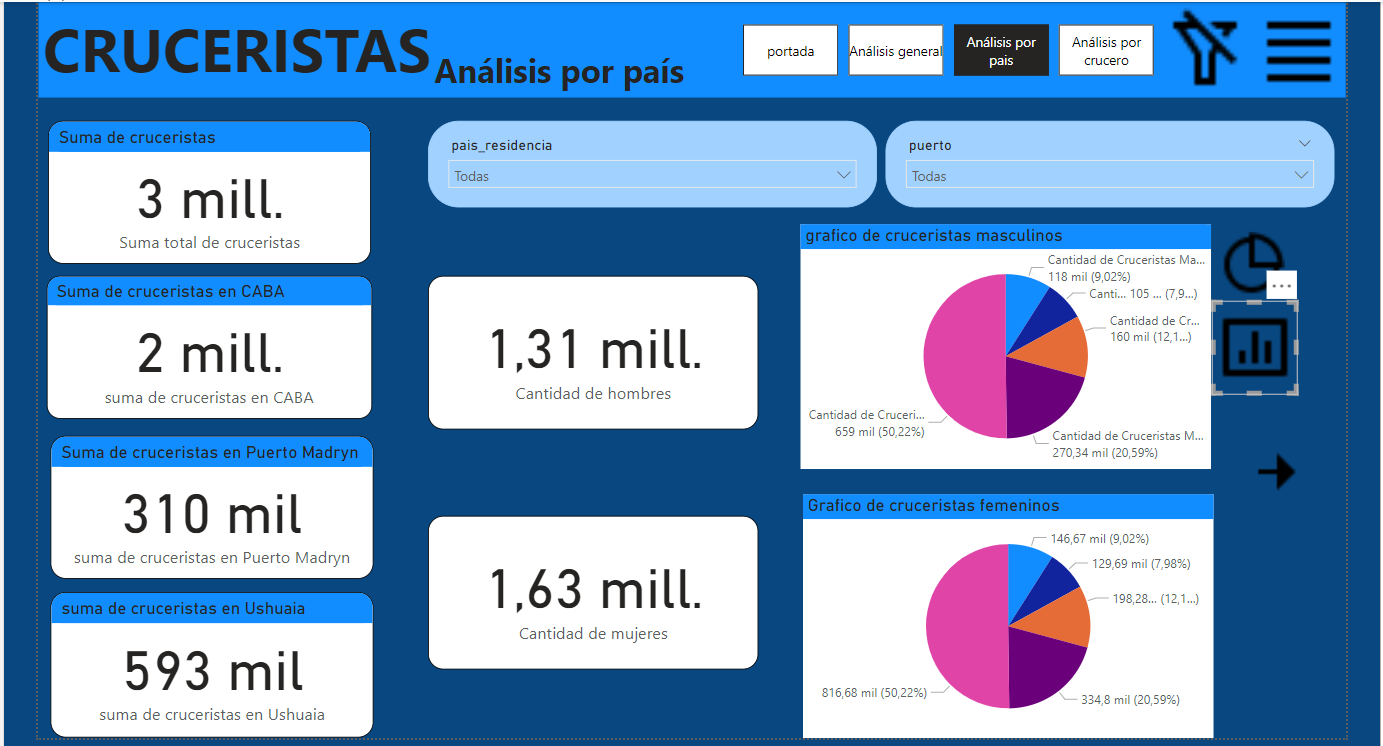 CRUCERISTAS
Análisis por país
portada
Análisis general
Análisis por
pais
Análisis por
crucero
Suma de cruceristas
3 mill.
Suma total de cruceristas
Suma de cruceristas en CABA
2 mill.
suma de cruceristas en CABA
Suma de cruceristas en Puerto Madryn
310 mil
suma de cruceristas en Puerto Madryn
suma de cruceristas en Ushuaia
593 mil
suma de cruceristas en Ushuaia
pais_residencia
Todas
puerto
Todas
1,31 mill.
Cantidad de hombres
1,63 mill.
Cantidad de mujeres
grafico de cruceristas masculinos
Cantidad de Cruceristas Ma...
118 mil (9,02%)
Canti... 105 ... (7,9...)
Cantidad de Cr...
160 mil (12,1...)
Cantidad de Cruceri...
659 mil (50,22%)
Cantidad de Cruceristas M...
270,34 mil (20,59%)
Grafico de cruceristas femeninos
146,67 mil (9,02%)
129,69 mil (7,98%)
198,28... (12,1...)
816,68 mil (50,22%)
334,8 mil (20,59%)